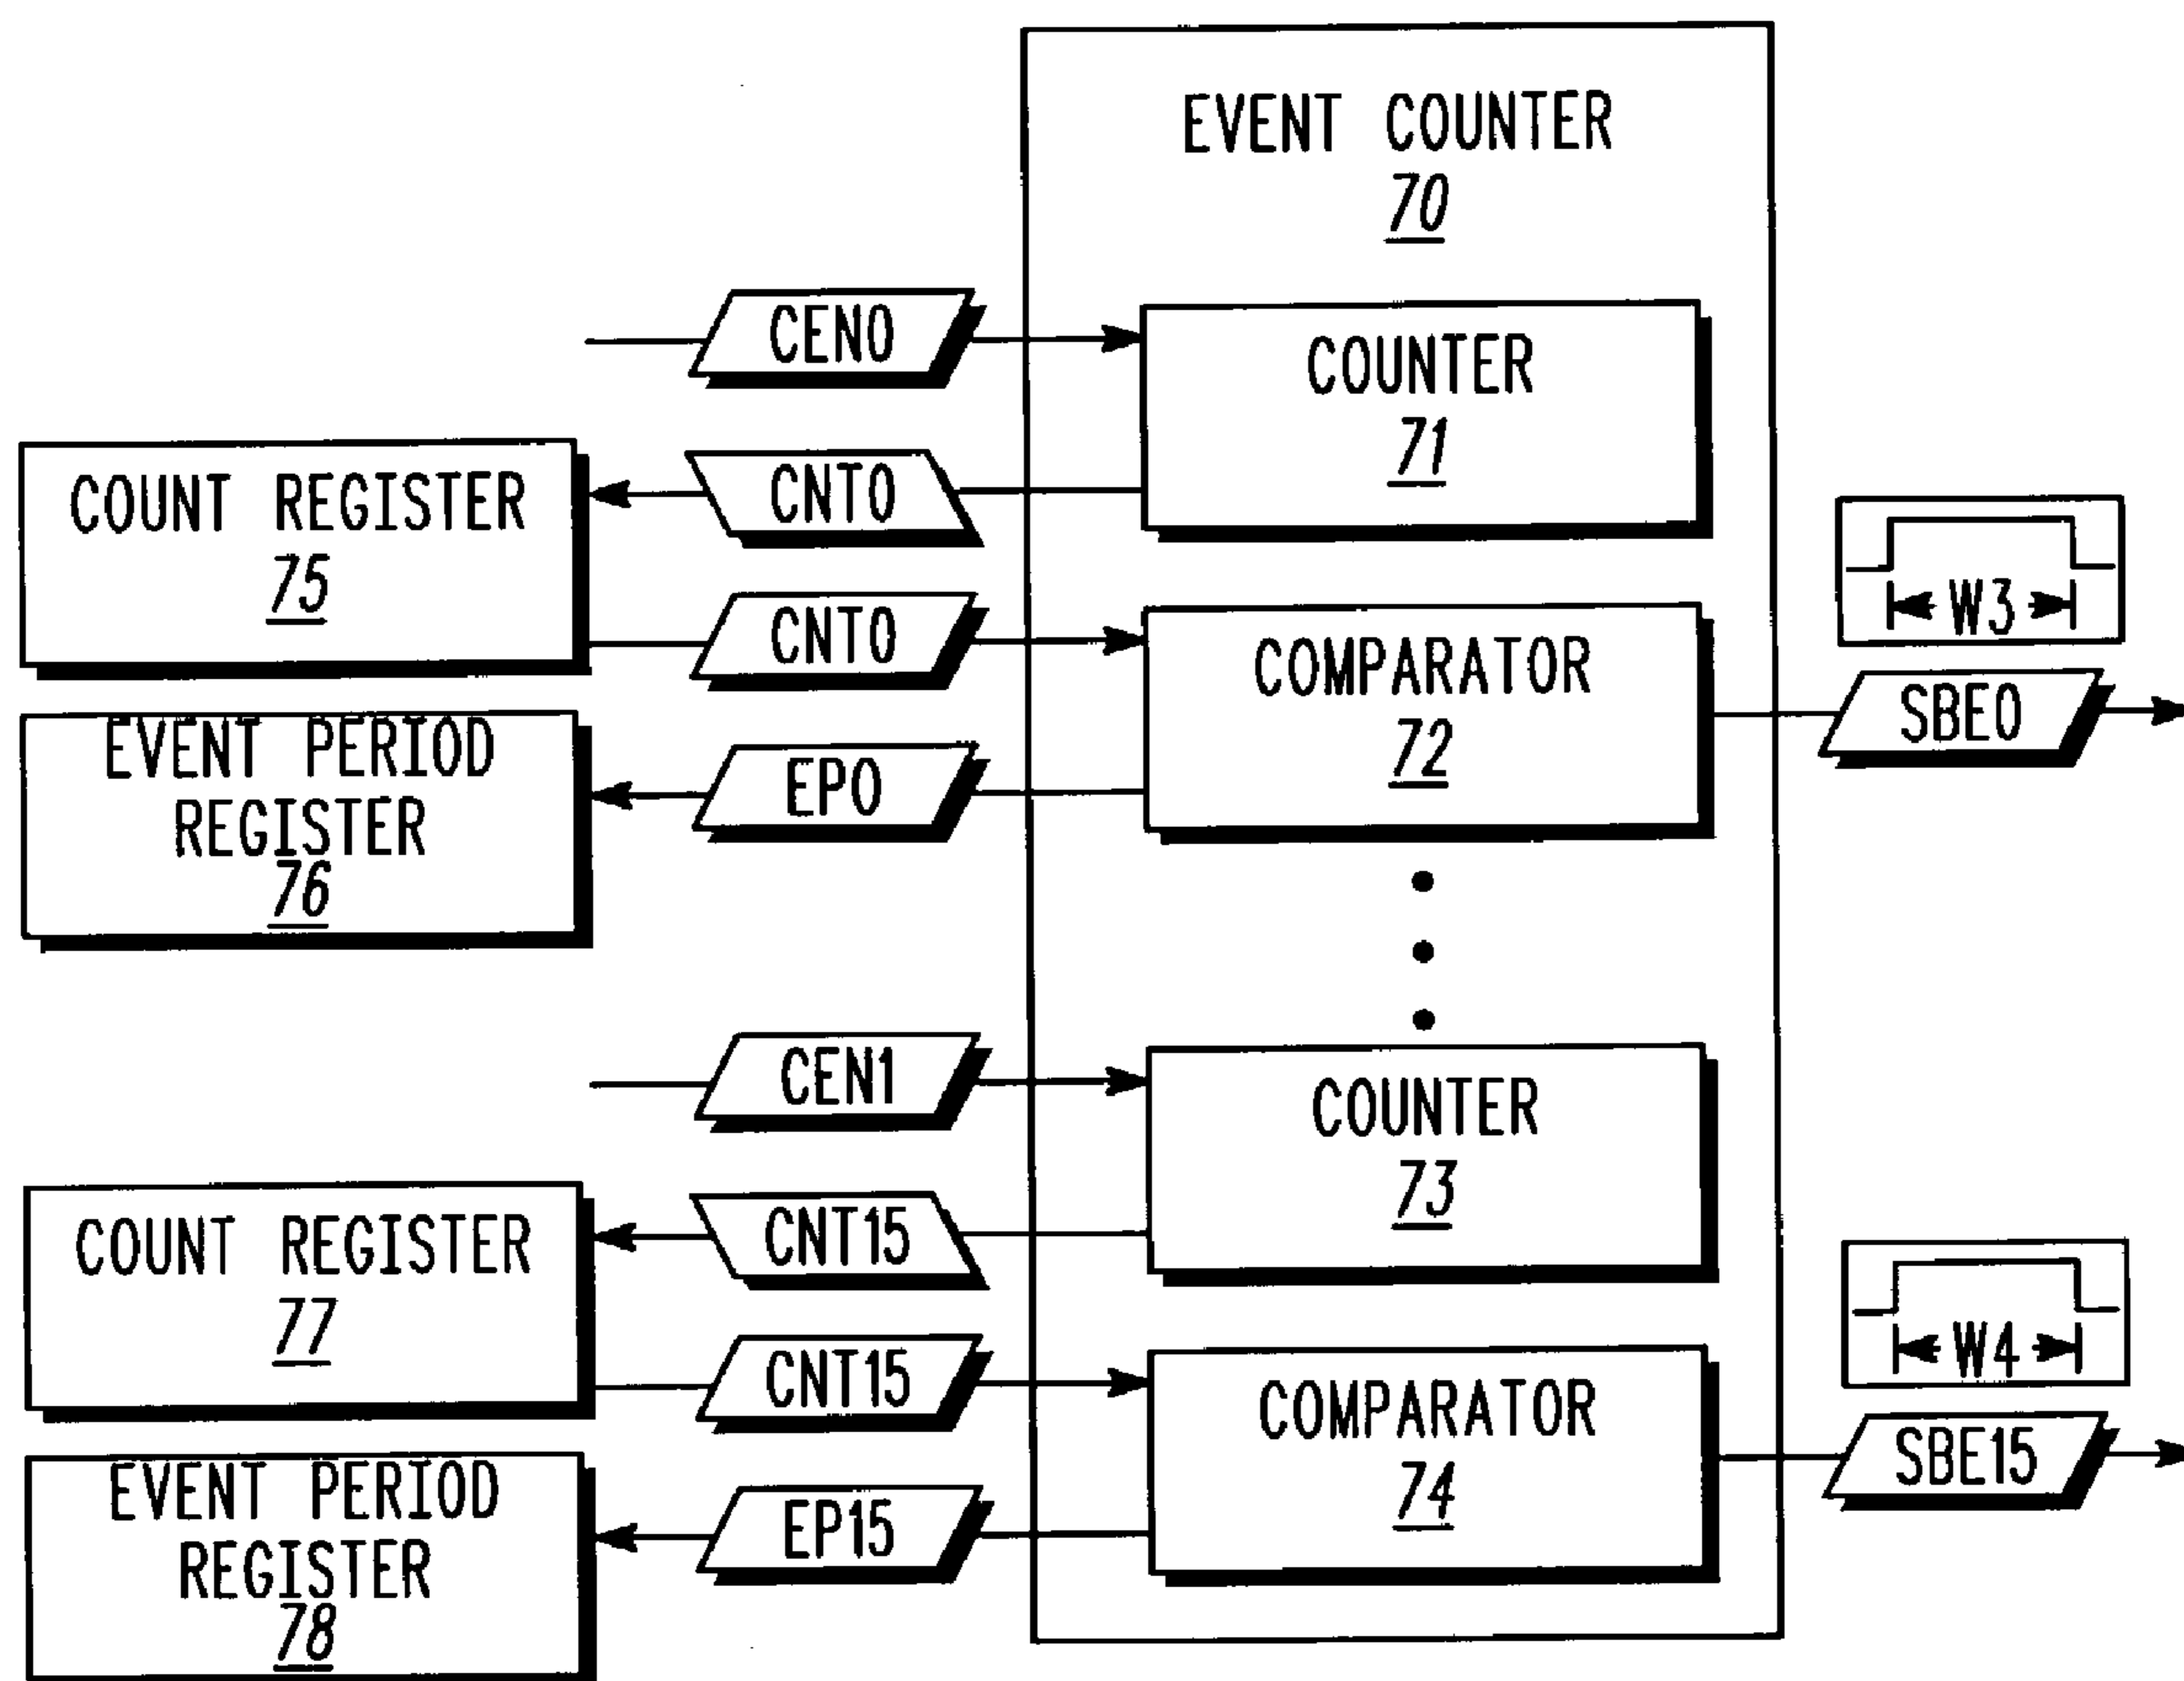 EVENT COUNTER
70
CEN0
COUNTER
71
COUNT REGISTER
75
CNT0
CNT0
COMPARATOR
72
W3
SBE0
EVENT PERIOD
REGISTER
76
EP0
CEN1
COUNTER
73
COUNT REGISTER
77
CNT15
CNT15
COMPARATOR
74
W4
SBE15
EVENT PERIOD
REGISTER
78
EP15